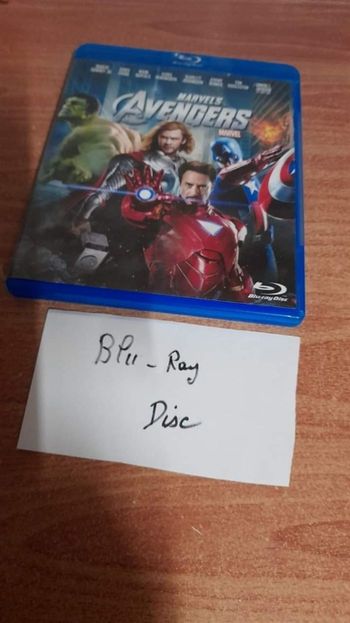 MARVEL'S
AVENGERS
MARVEL
Blu-ray Disc
Blu - Ray
Disc